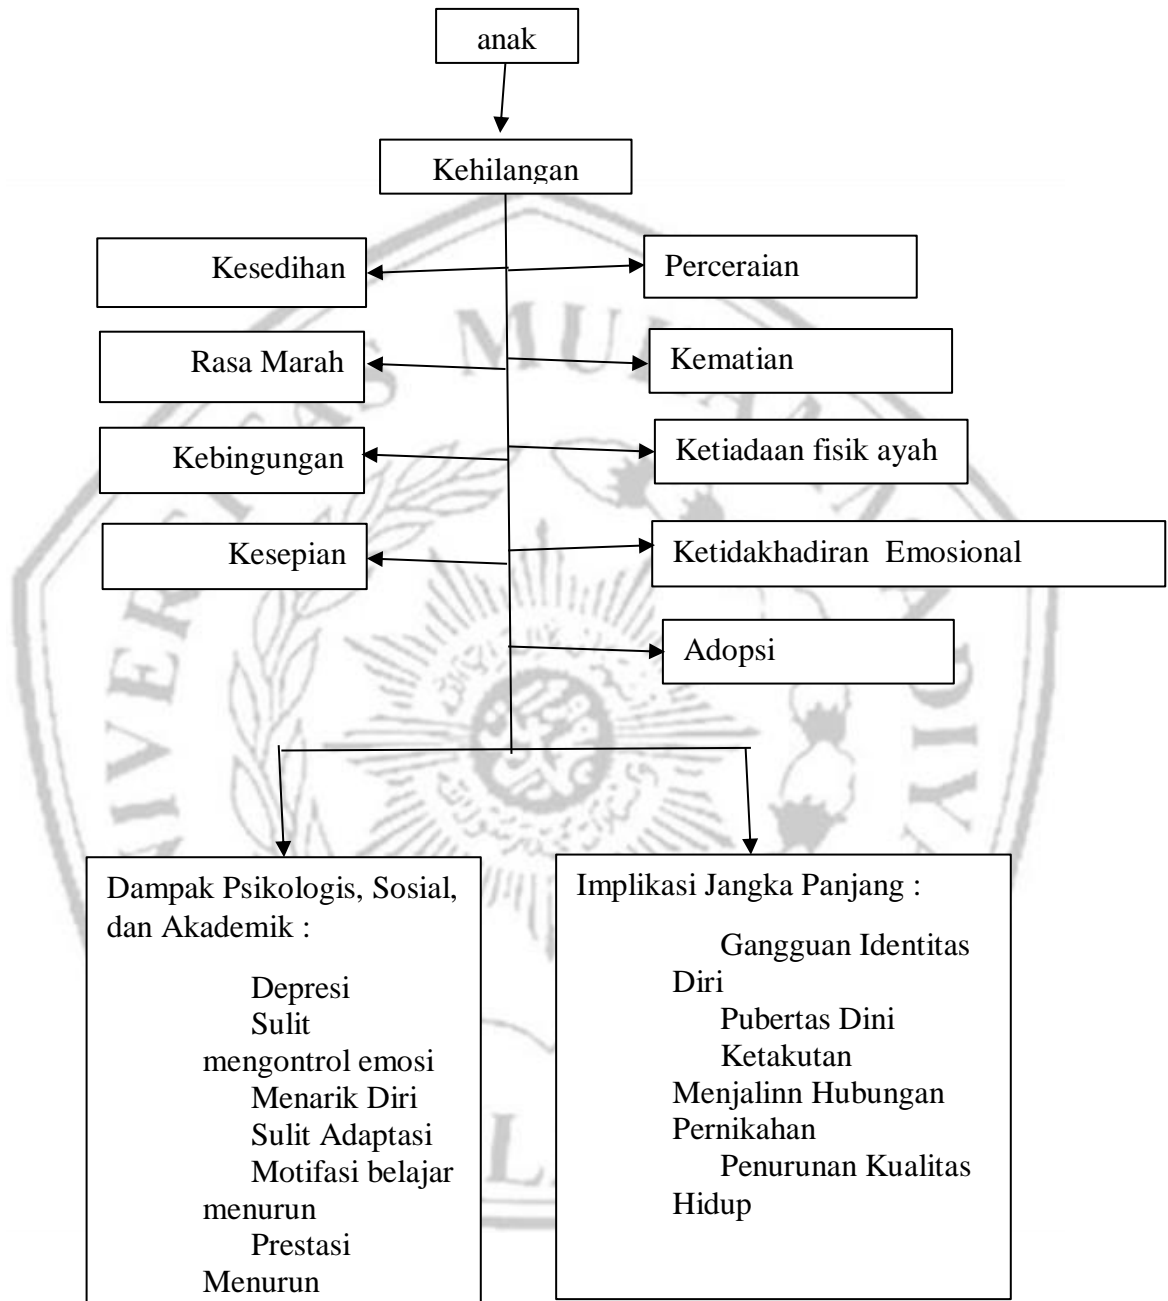 anak
Kehilangan
Kesedihan
Perceraian
Rasa Marah
Kematian
Kebingungan
Ketiadaan fisik ayah
Kesepian
Ketidakhadiran Emosional
Adopsi
Dampak Psikologis, Sosial,
dan Akademik :
Depresi
Sulit
mengontrol emosi
Menarik Diri
Sulit Adaptasi
Motifasi belajar
menurun
Prestasi
Menurun
Implikasi Jangka Panjang :
Gangguan Identitas
Diri
Pubertas Dini
Ketakutan
Menjalinn Hubungan
Pernikahan
Penurunan Kualitas
Hidup